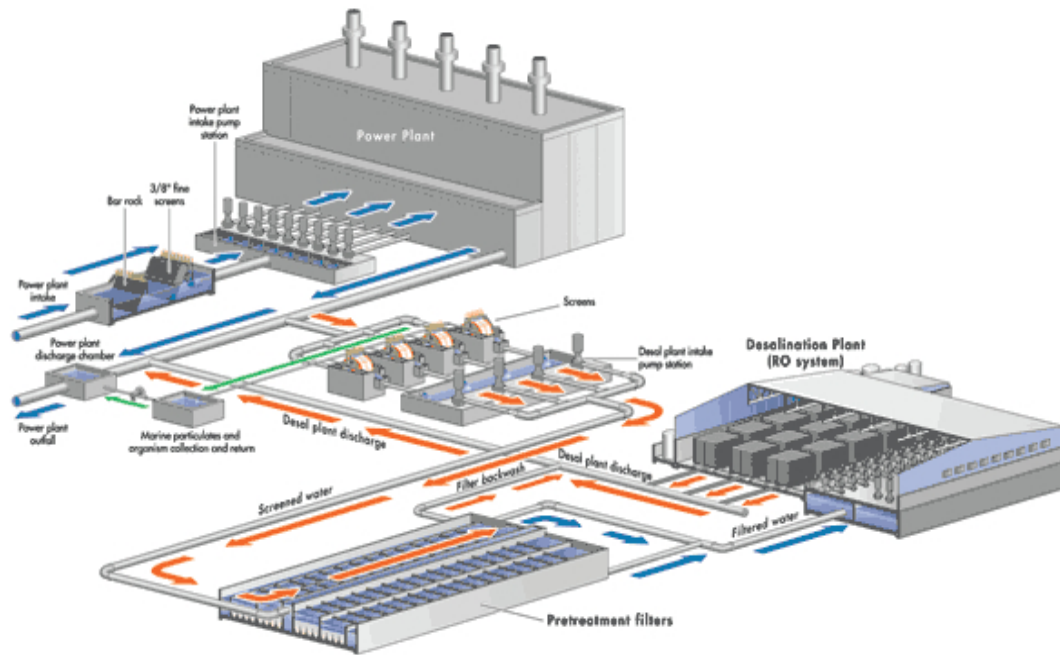 Power plant
intake pump
station
Power Plant
3/8" fine
screens
Bar rack
Power plant
intake
Screens
Power plant
discharge chamber
Desal plant intake
pump station
Desalination Plant
(RO system)
Power plant
outfall
Marine particulates and
organism collection and return
Desal plant discharge
Desal plant discharge
Screened water
Filter backwash
Filtered water
Pretreatment filters